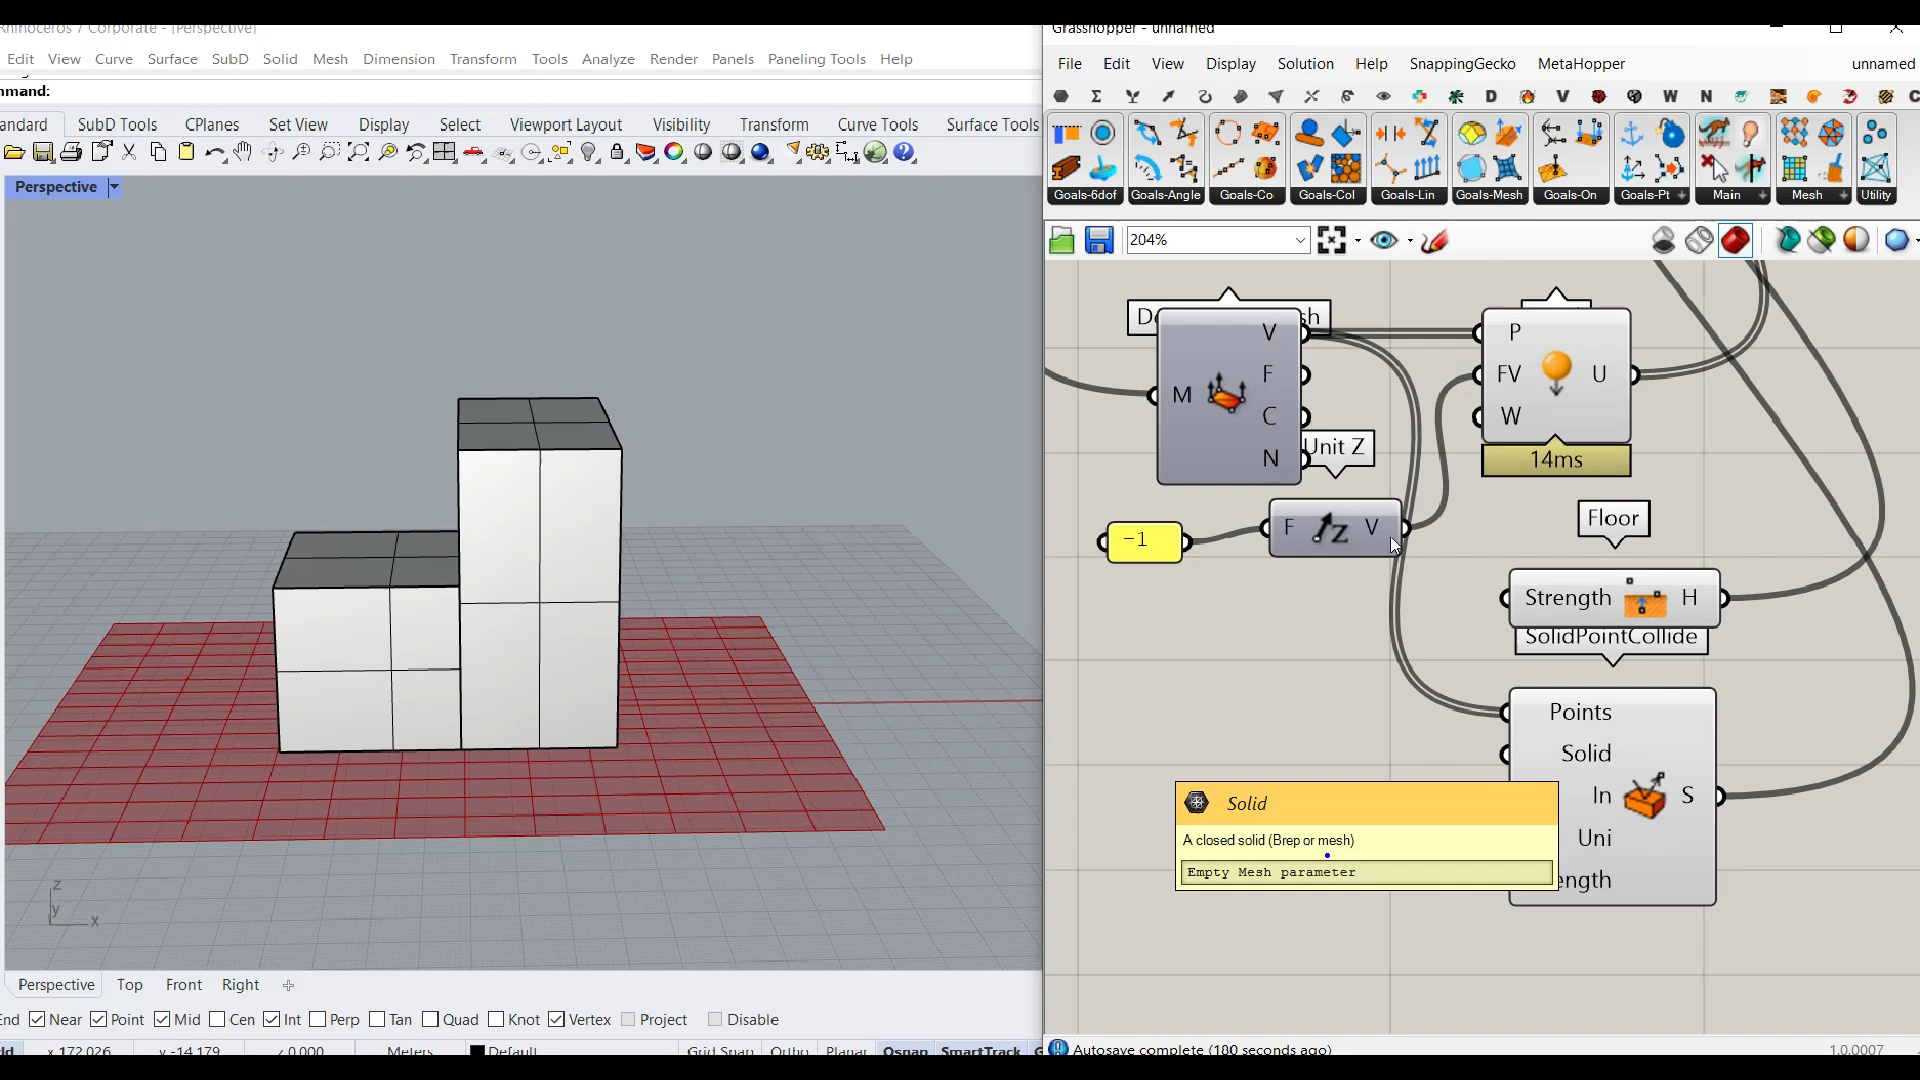 Rhinoceros 7 Corporate - [Perspective]
Edit View Curve Surface SubD Solid Mesh Dimension Transform Tools Analyze Render Panels Paneling Tools Help
mmand:
andard SubD Tools CPlanes Set View Display Select Viewport Layout Visibility Transform Curve Tools Surface Tools
Perspective
z
y
x
Perspective Top Front Right
End Near Point Mid Cen Int Perp Tan Quad Knot Vertex Project Disable
ld x 172.026 y -14.179 z 0.000 Meters Default Grid Snap Ortho Planar Osnap SmartTrack G
Grasshopper - unnamed
File Edit View Display Solution Help SnappingGecko MetaHopper unnamed
D V W N C
Goals-6dof Goals-Angle Goals-Co Goals-Col Goals-Lin Goals-Mesh Goals-On Goals-Pt Main Mesh Utility
204%
De
sh
V
F
C
N
M
P
FV
W
U
14ms
Unit Z
-1
F
Z
V
Floor
Strength
H
SolidPointCollide
Points
Solid
In
Uni
ength
S
Solid
A closed solid (Brep or mesh)
Empty Mesh parameter
Autosave complete (180 seconds ago)
1.0.0007